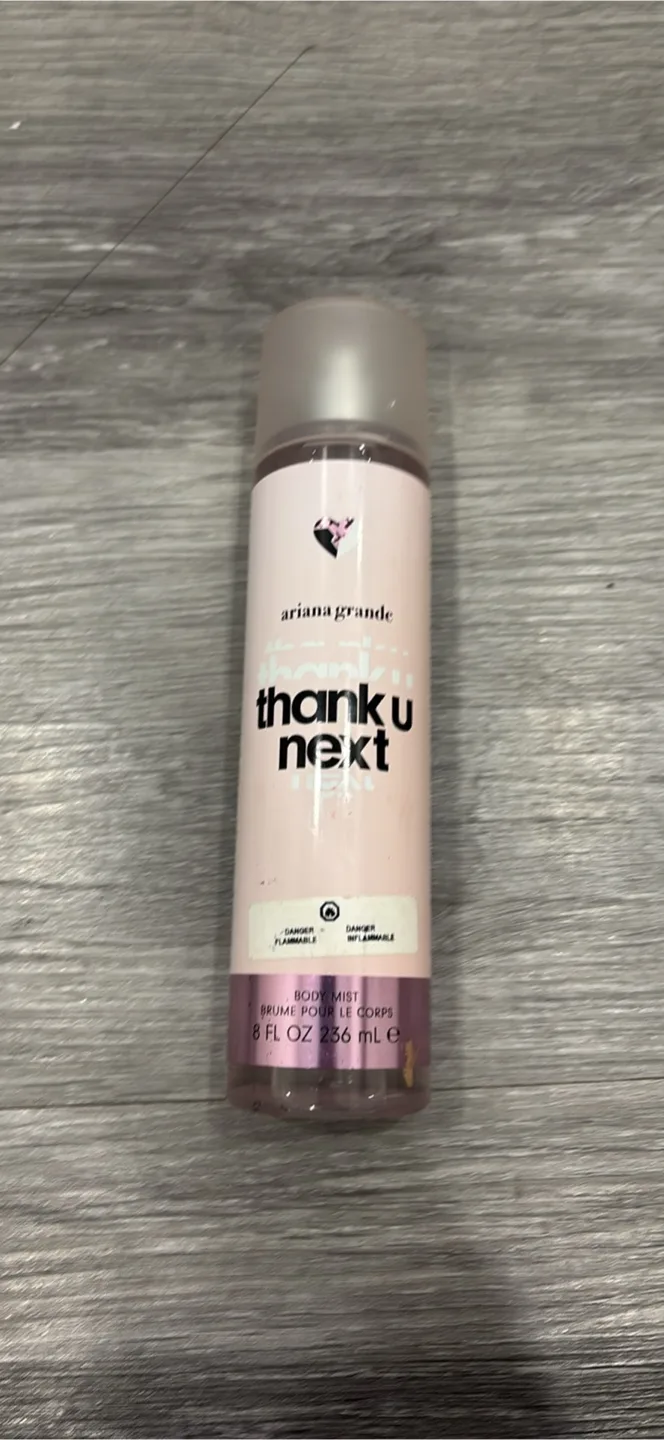 ariana grande
thank u
thank u
next
DANGER DANGER
FLAMMABLE INFLAMMABLE
BODY MIST
BRUME POUR LE CORPS
8 FL OZ 236 mL e